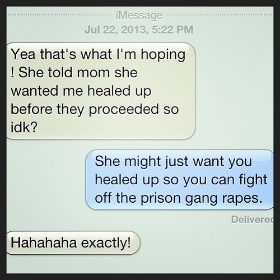 iMessage
Jul 22, 2013, 5:22 PM
Yea that's what I'm hoping
! She told mom she
wanted me healed up
before they proceeded so
idk?
She might just want you
healed up so you can fight
off the prison gang rapes.
Delivered
Hahahaha exactly!